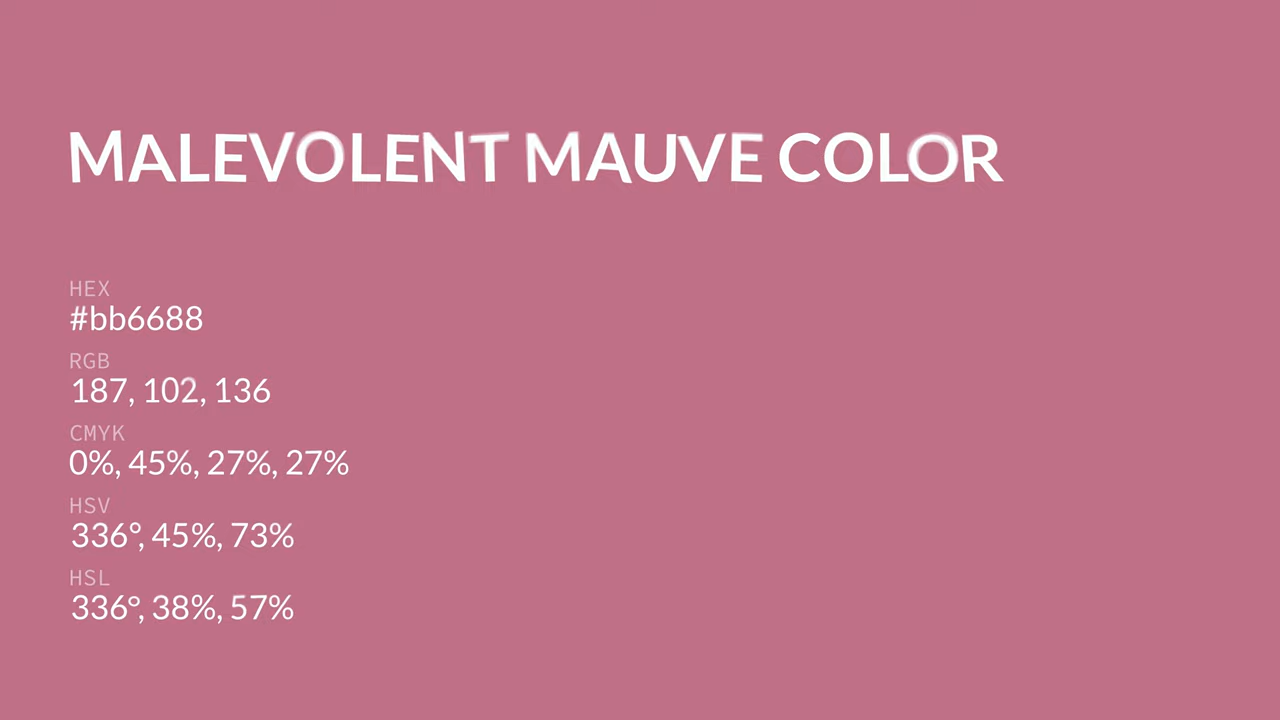 MALEVOLENT MAUVE COLOR
HEX
#bb6688
RGB
187, 102, 136
CMYK
0%, 45%, 27%, 27%
HSV
336°, 45%, 73%
HSL
336°, 38%, 57%